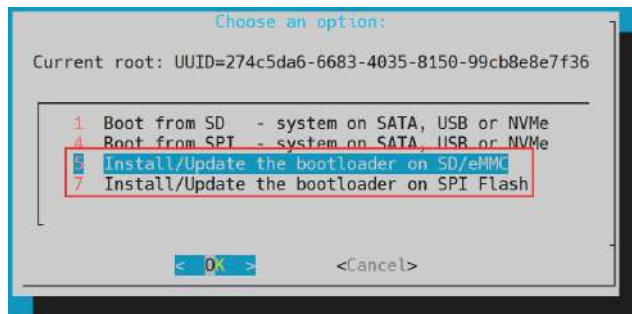 Choose an option:
Current root: UUID=274c5da6-6683-4035-8150-99cb8e8e7f36
1 Boot from SD - system on SATA, USB or NVMe
4 Boot from SPI - system on SATA, USB or NVMe
5 Install/Update the bootloader on SD/eMMC
7 Install/Update the bootloader on SPI Flash
< OK > <Cancel>